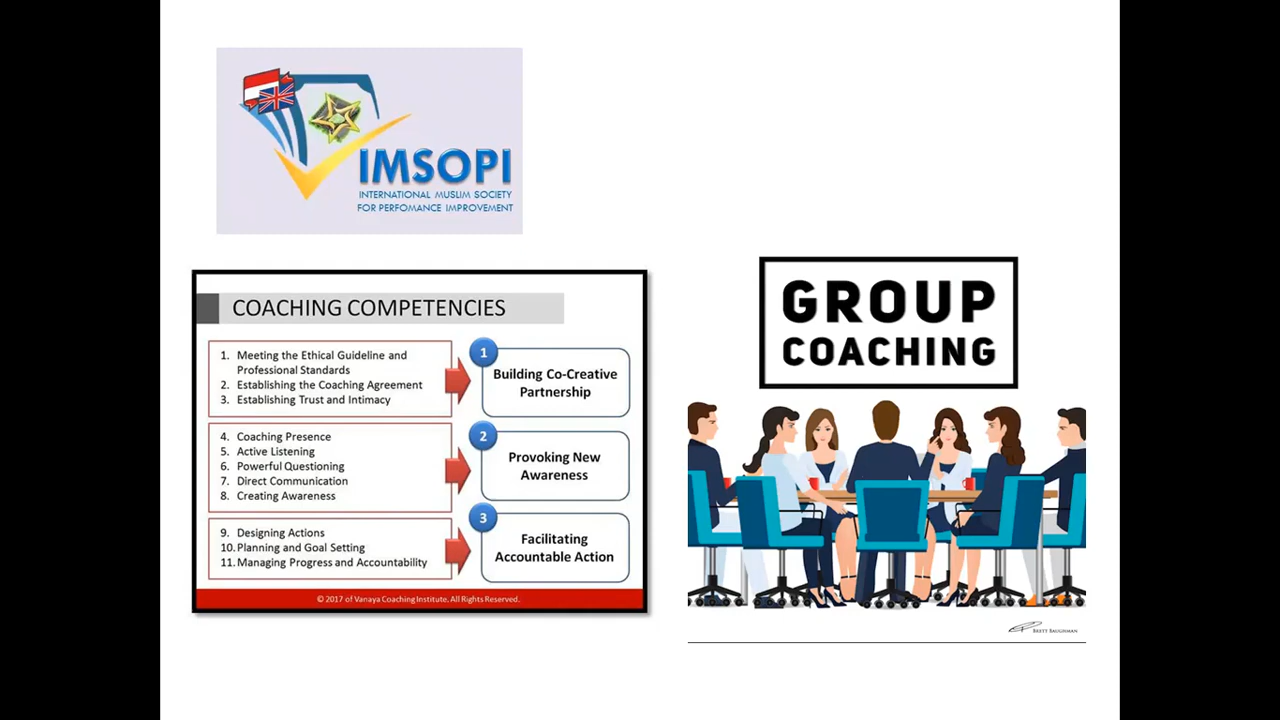 IMSOPI
INTERNATIONAL MUSLIM SOCIETY
FOR PERFOMANCE IMPROVEMENT
COACHING COMPETENCIES
1. Meeting the Ethical Guideline and
Professional Standards
2. Establishing the Coaching Agreement
3. Establishing Trust and Intimacy
1
Building Co-Creative
Partnership
4. Coaching Presence
5. Active Listening
6. Powerful Questioning
7. Direct Communication
8. Creating Awareness
2
Provoking New
Awareness
9. Designing Actions
10. Planning and Goal Setting
11. Managing Progress and Accountability
3
Facilitating
Accountable Action
© 2017 of Vanaya Coaching Institute. All Rights Reserved.
GROUP
COACHING
BRETT BAUGHMAN